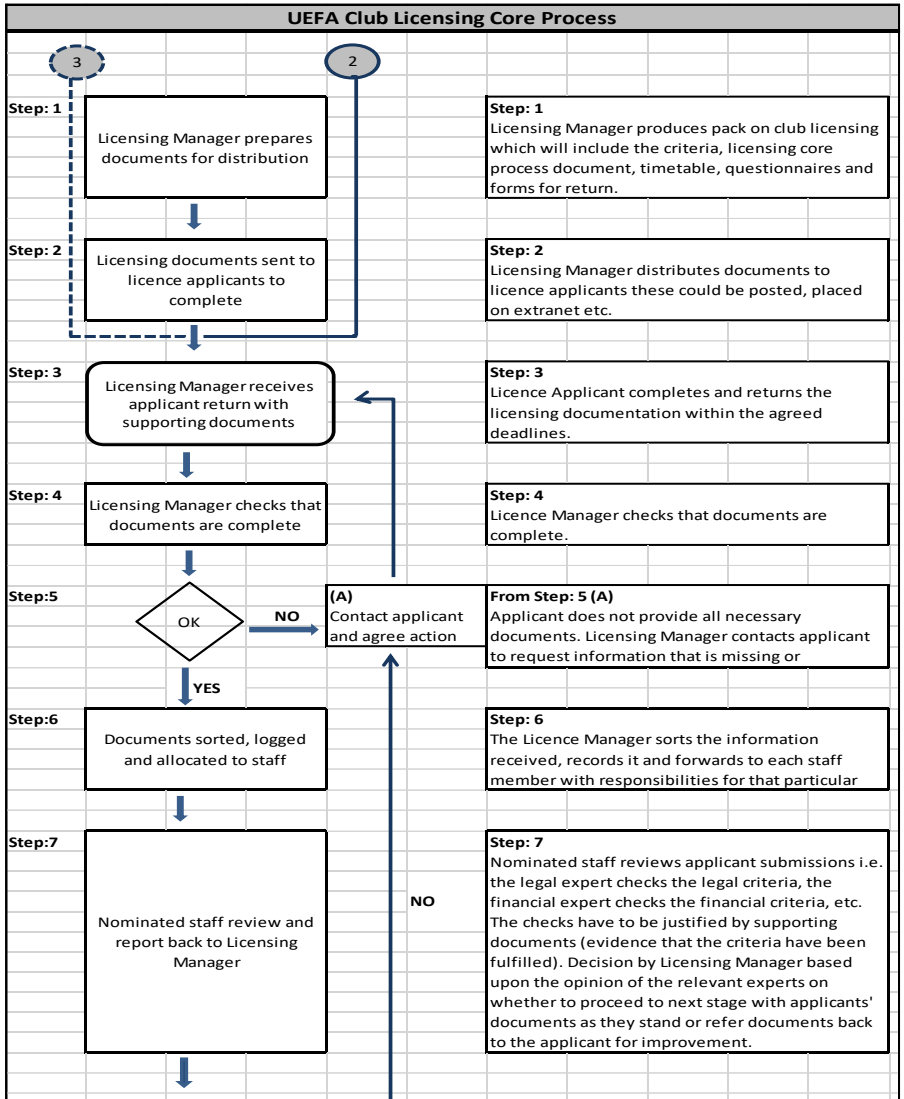 UEFA Club Licensing Core Process
3
2
Step: 1
Licensing Manager prepares
documents for distribution
Step: 1
Licensing Manager produces pack on club licensing
which will include the criteria, licensing core
process document, timetable, questionnaires and
forms for return.
Step: 2
Licensing documents sent to
licence applicants to
complete
Step: 2
Licensing Manager distributes documents to
licence applicants these could be posted, placed
on extranet etc.
Step: 3
Licensing Manager receives
applicant return with
supporting documents
Step: 3
Licence Applicant completes and returns the
licensing documentation within the agreed
deadlines.
Step: 4
Licensing Manager checks that
documents are complete
Step: 4
Licence Manager checks that documents are
complete.
Step:5
OK
NO
(A)
Contact applicant
and agree action
From Step: 5 (A)
Applicant does not provide all necessary
documents. Licensing Manager contacts applicant
to request information that is missing or
YES
Step:6
Documents sorted, logged
and allocated to staff
Step: 6
The Licence Manager sorts the information
received, records it and forwards to each staff
member with responsibilities for that particular
Step:7
Nominated staff review and
report back to Licensing
Manager
NO
Step: 7
Nominated staff reviews applicant submissions i.e.
the legal expert checks the legal criteria, the
financial expert checks the financial criteria, etc.
The checks have to be justified by supporting
documents (evidence that the criteria have been
fulfilled). Decision by Licensing Manager based
upon the opinion of the relevant experts on
whether to proceed to next stage with applicants'
documents as they stand or refer documents back
to the applicant for improvement.